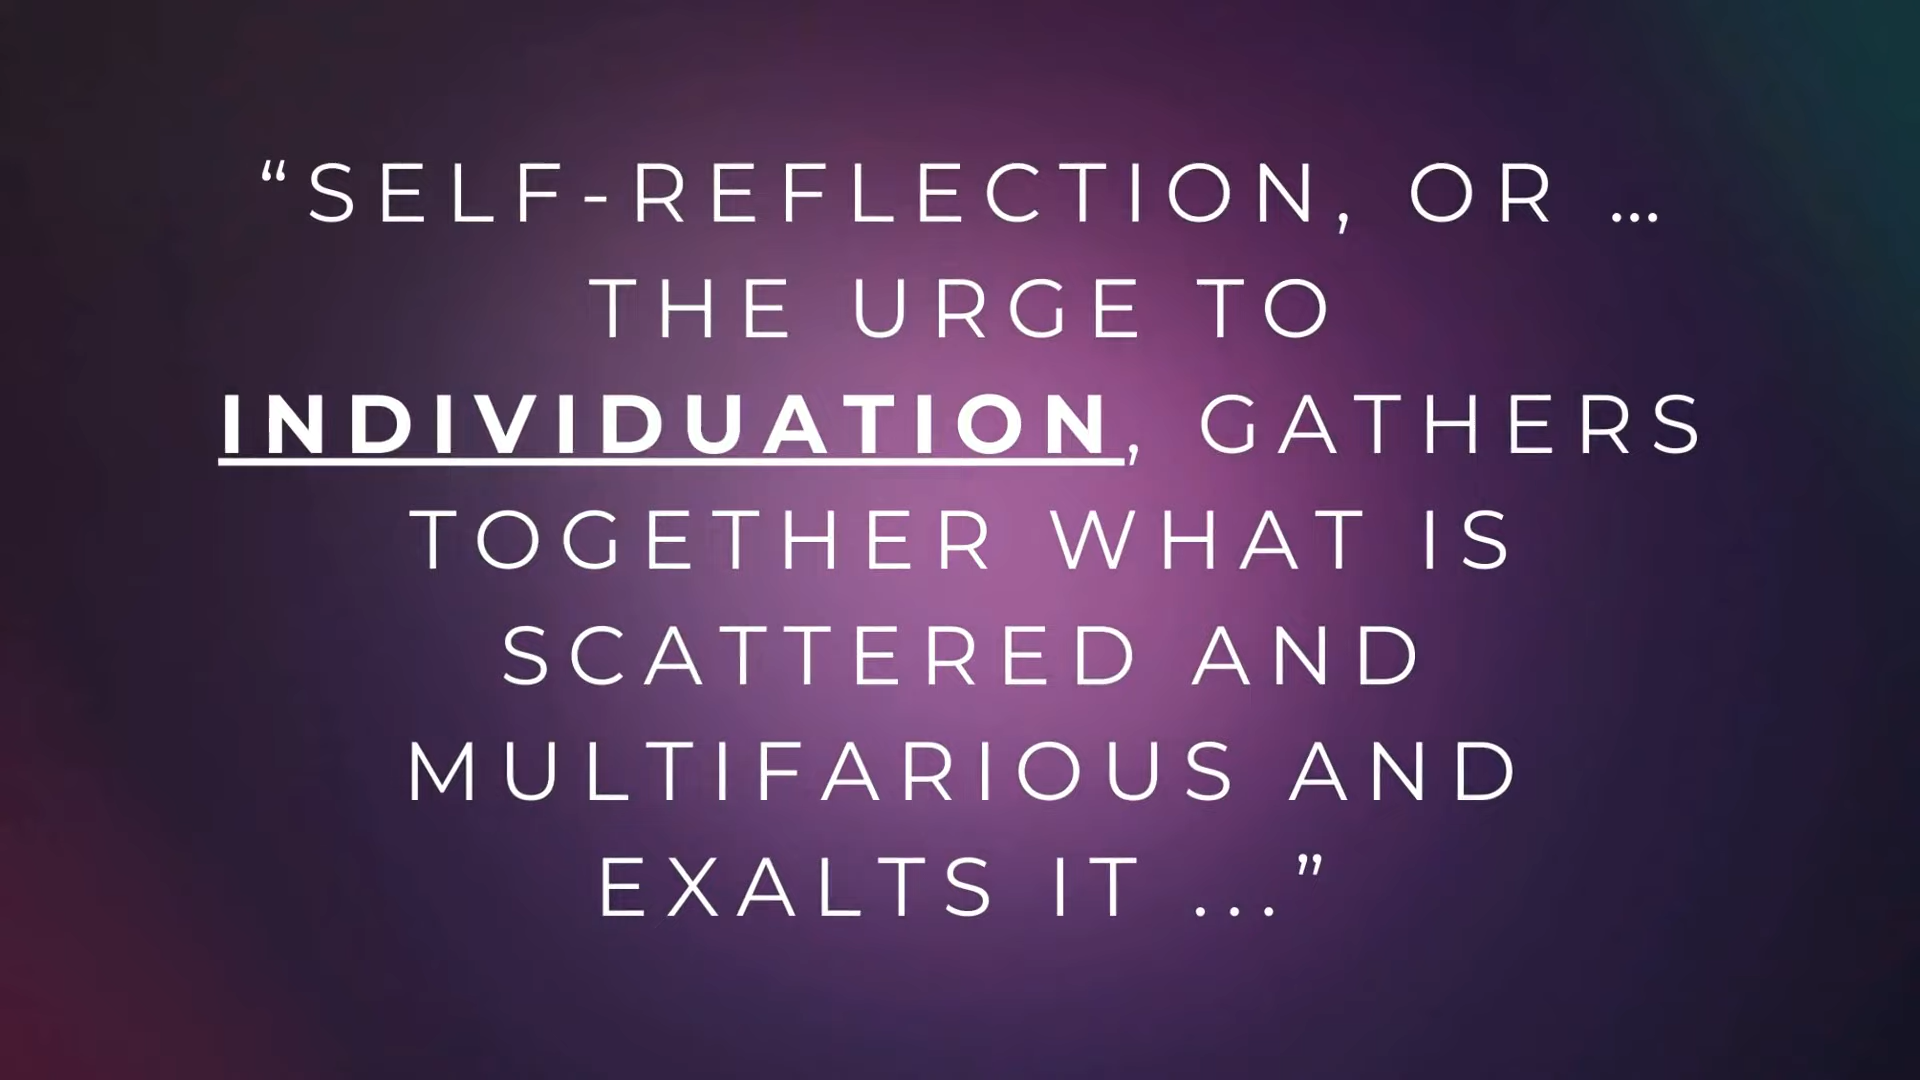 “SELF-REFLECTION, OR ...
THE URGE TO
INDIVIDUATION, GATHERS
TOGETHER WHAT IS
SCATTERED AND
MULTIFARIOUS AND
EXALTS IT ...”